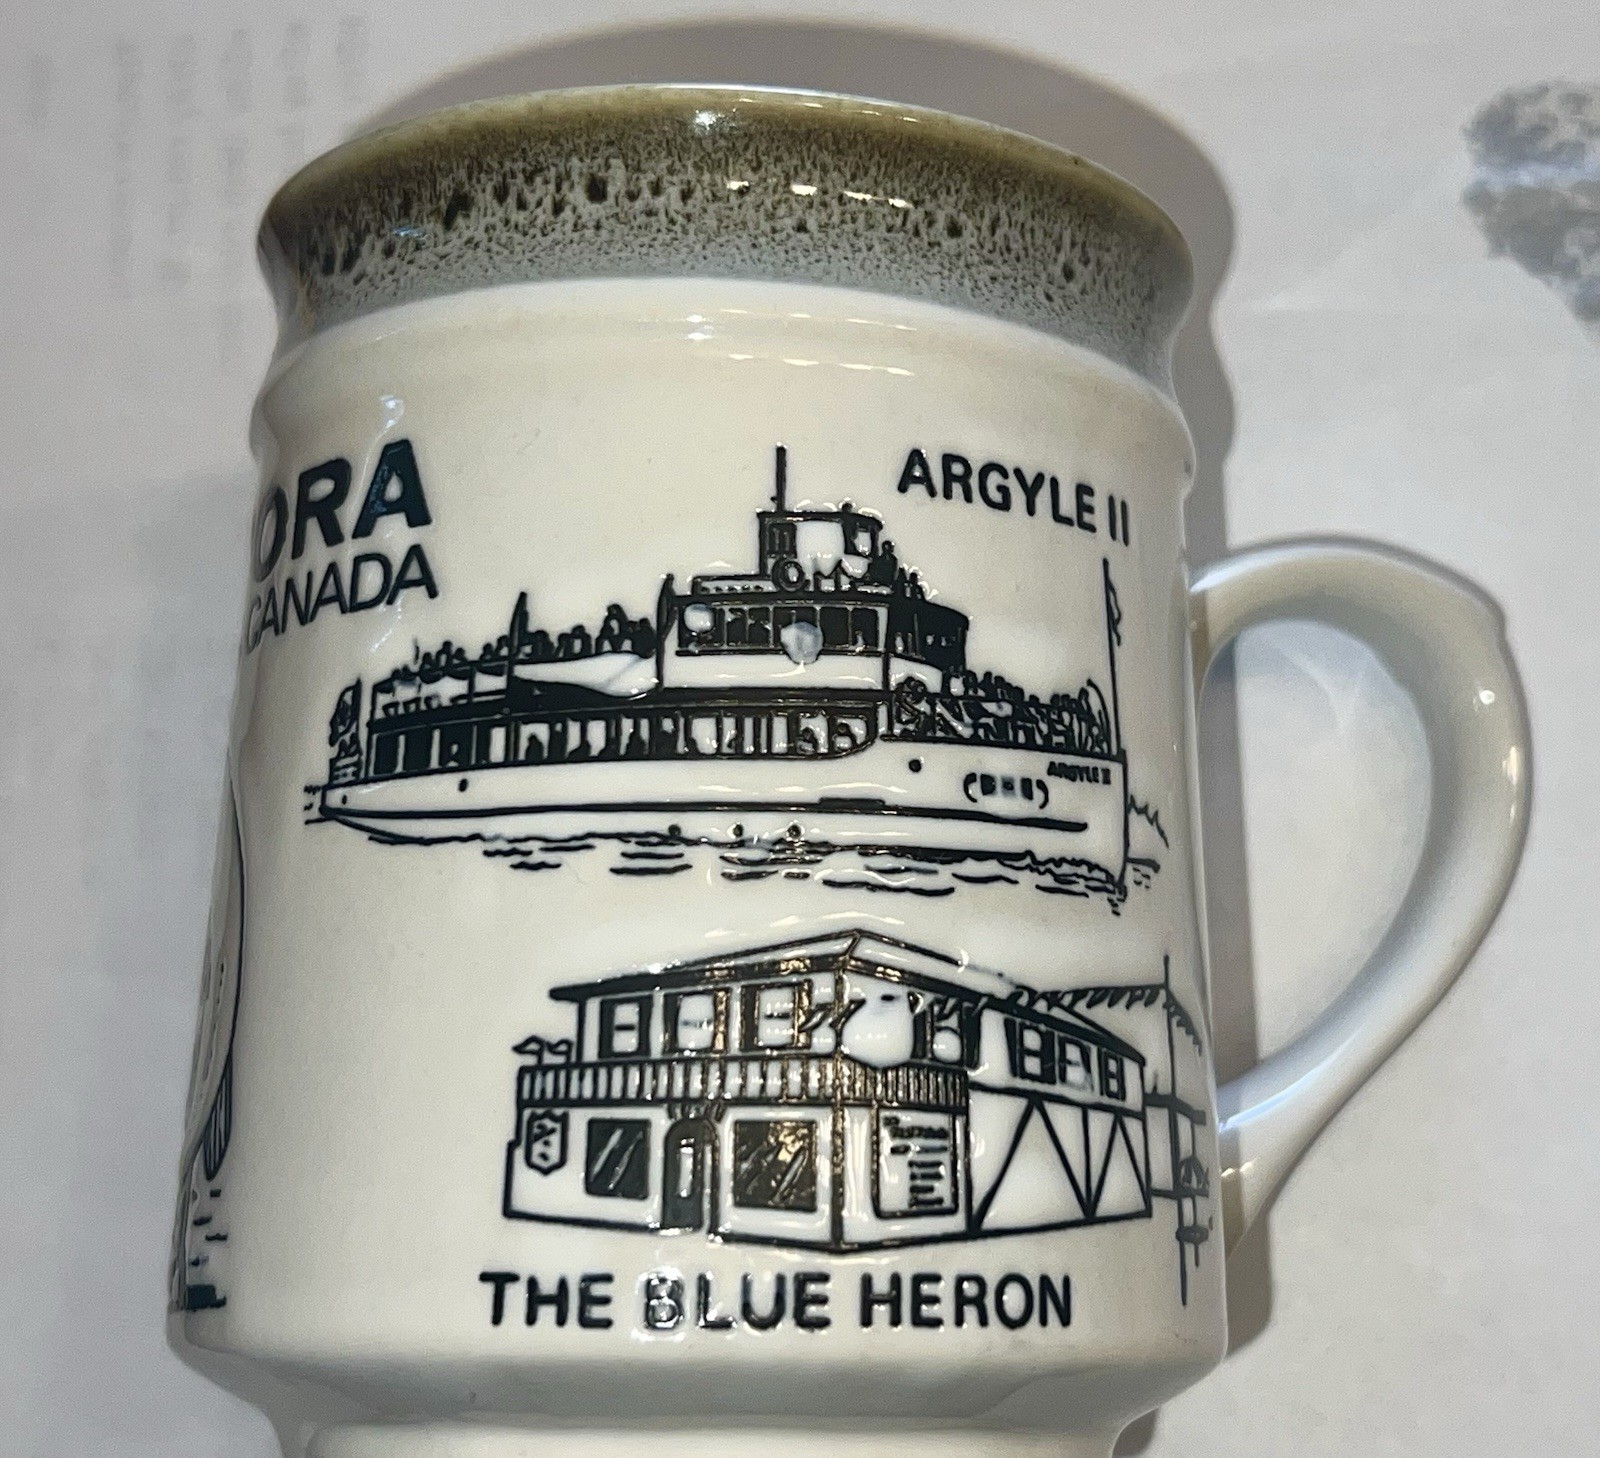 ORA
CANADA
ARGYLE II
ARGYLE II
THE BLUE HERON